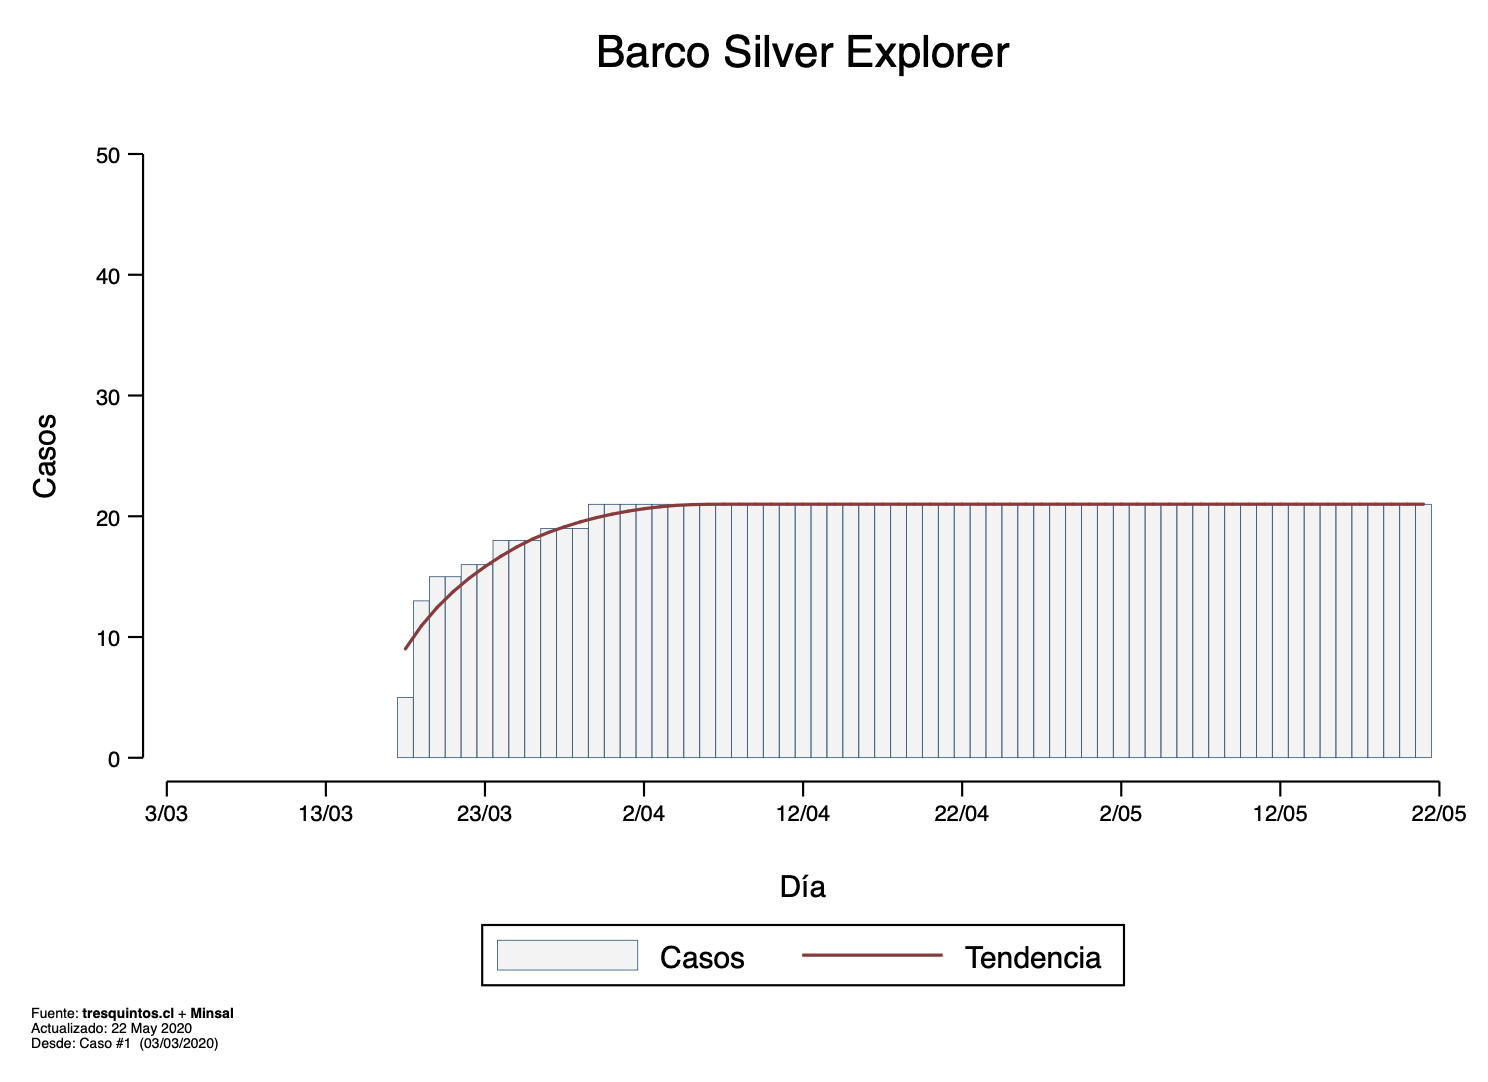 Barco Silver Explorer
50
40
30
20
10
0
Casos
3/03 13/03 23/03 2/04 12/04 22/04 2/05 12/05 22/05
Día
Casos Tendencia
Fuente: tresquintos.cl + Minsal
Actualizado: 22 May 2020
Desde: Caso #1 (03/03/2020)